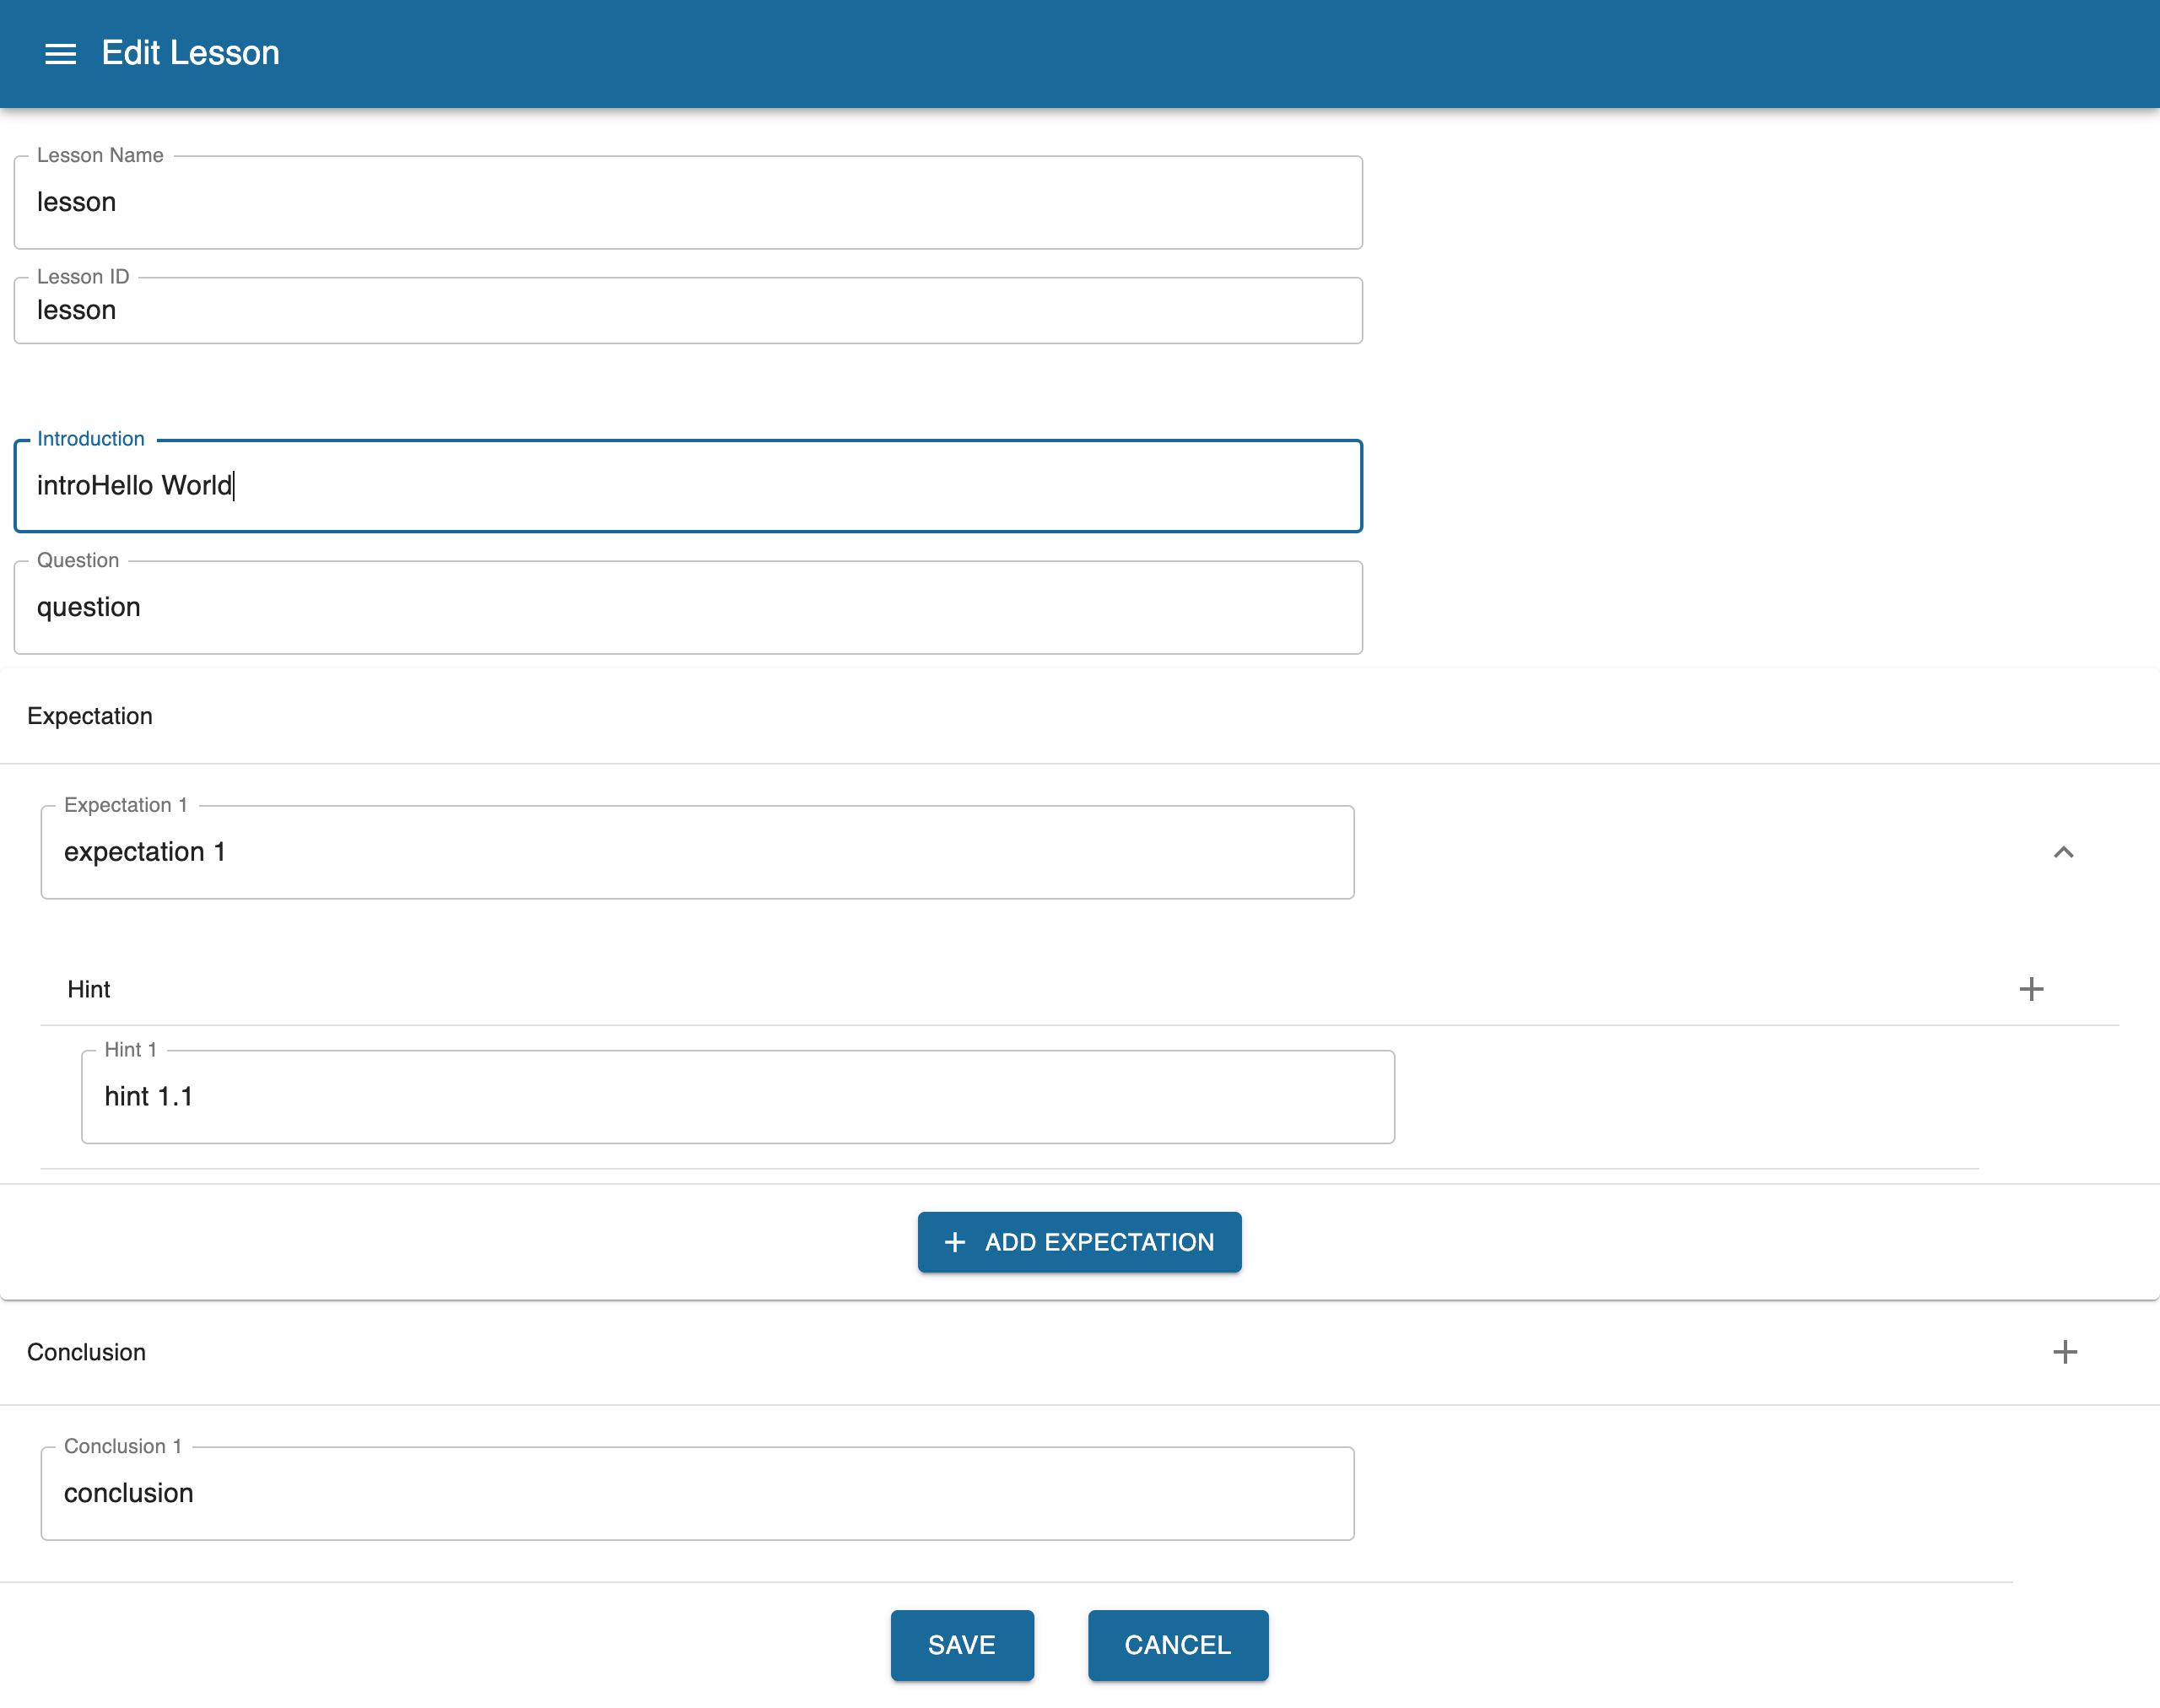 Edit Lesson
Lesson Name
lesson
Lesson ID
lesson
Introduction
introHello World
Question
question
Expectation
Expectation 1
expectation 1
Hint
Hint 1
hint 1.1
ADD EXPECTATION
Conclusion
Conclusion 1
conclusion
SAVE CANCEL